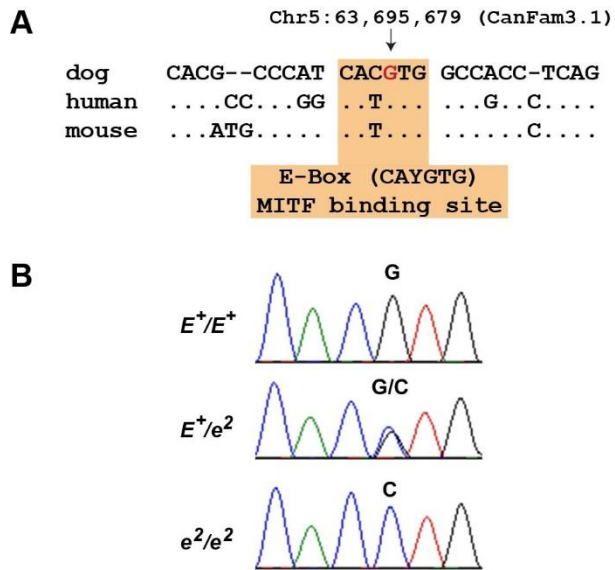 A
Chr5:63,695,679 (CanFam3.1)
↓
dog CACG--CCCAT CACGTG GCCACC-TCAG
human ....CC...GG ..T... ...G..C....
mouse ...ATG..... ..T... ......C....
E-Box (CAYGTG)
MITF binding site
B
G
E⁺/E⁺
G/C
E⁺/e²
C
e²/e²